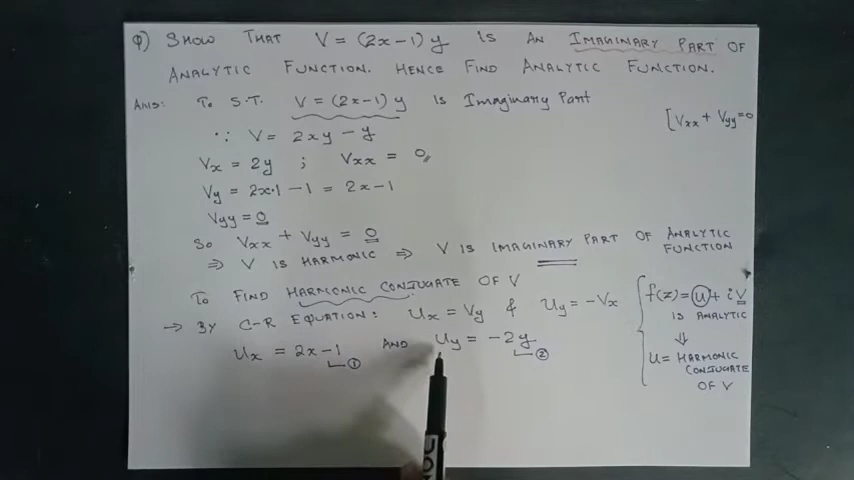 Q) SHOW THAT V = (2x-1) y IS AN IMAGINARY PART OF
ANALYTIC FUNCTION. HENCE FIND ANALYTIC FUNCTION.
ANS: TO S.T. V = (2x-1) y IS Imaginary Part
[Vxx + Vyy = 0
∵ V = 2xy - y
Vx = 2y ; Vxx = 0
Vy = 2x·1 - 1 = 2x-1
Vyy = 0
SO Vxx + Vyy = 0
⇒ V IS HARMONIC ⇒ V IS IMAGINARY PART OF ANALYTIC FUNCTION
TO FIND HARMONIC CONJUGATE OF V
→ BY C-R EQUATION: Ux = Vy & Uy = -Vx
Ux = 2x-1 ① AND Uy = -2y ②
f(z) = U + iV
IS ANALYTIC
⇓
U = HARMONIC
CONJUGATE
OF V